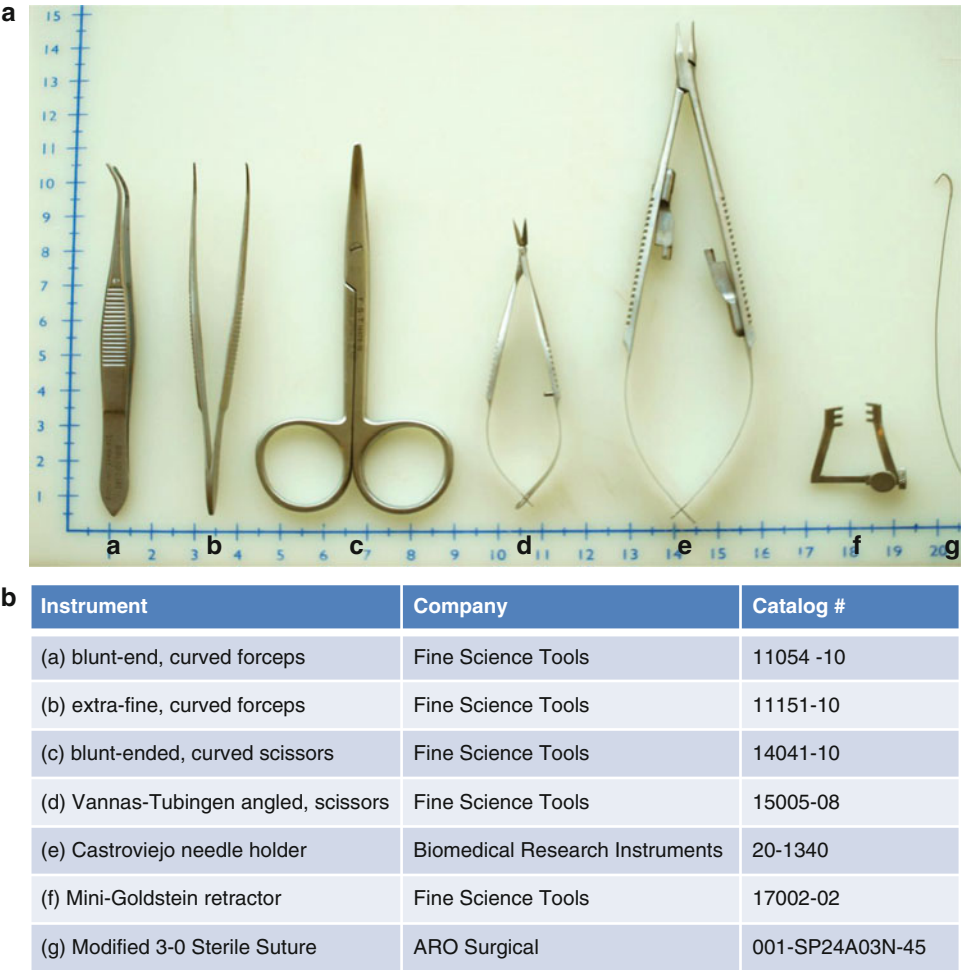 a
15
14
13
12
11
10
9
8
7
6
5
4
3
2
1
a 2 3 b 4 5 6 c 7 8 9 10 d 11 12 13 14 e 15 16 17 18 f 19 20 g
b
Instrument Company Catalog #
(a) blunt-end, curved forceps Fine Science Tools 11054 -10
(b) extra-fine, curved forceps Fine Science Tools 11151-10
(c) blunt-ended, curved scissors Fine Science Tools 14041-10
(d) Vannas-Tubingen angled, scissors Fine Science Tools 15005-08
(e) Castroviejo needle holder Biomedical Research Instruments 20-1340
(f) Mini-Goldstein retractor Fine Science Tools 17002-02
(g) Modified 3-0 Sterile Suture ARO Surgical 001-SP24A03N-45